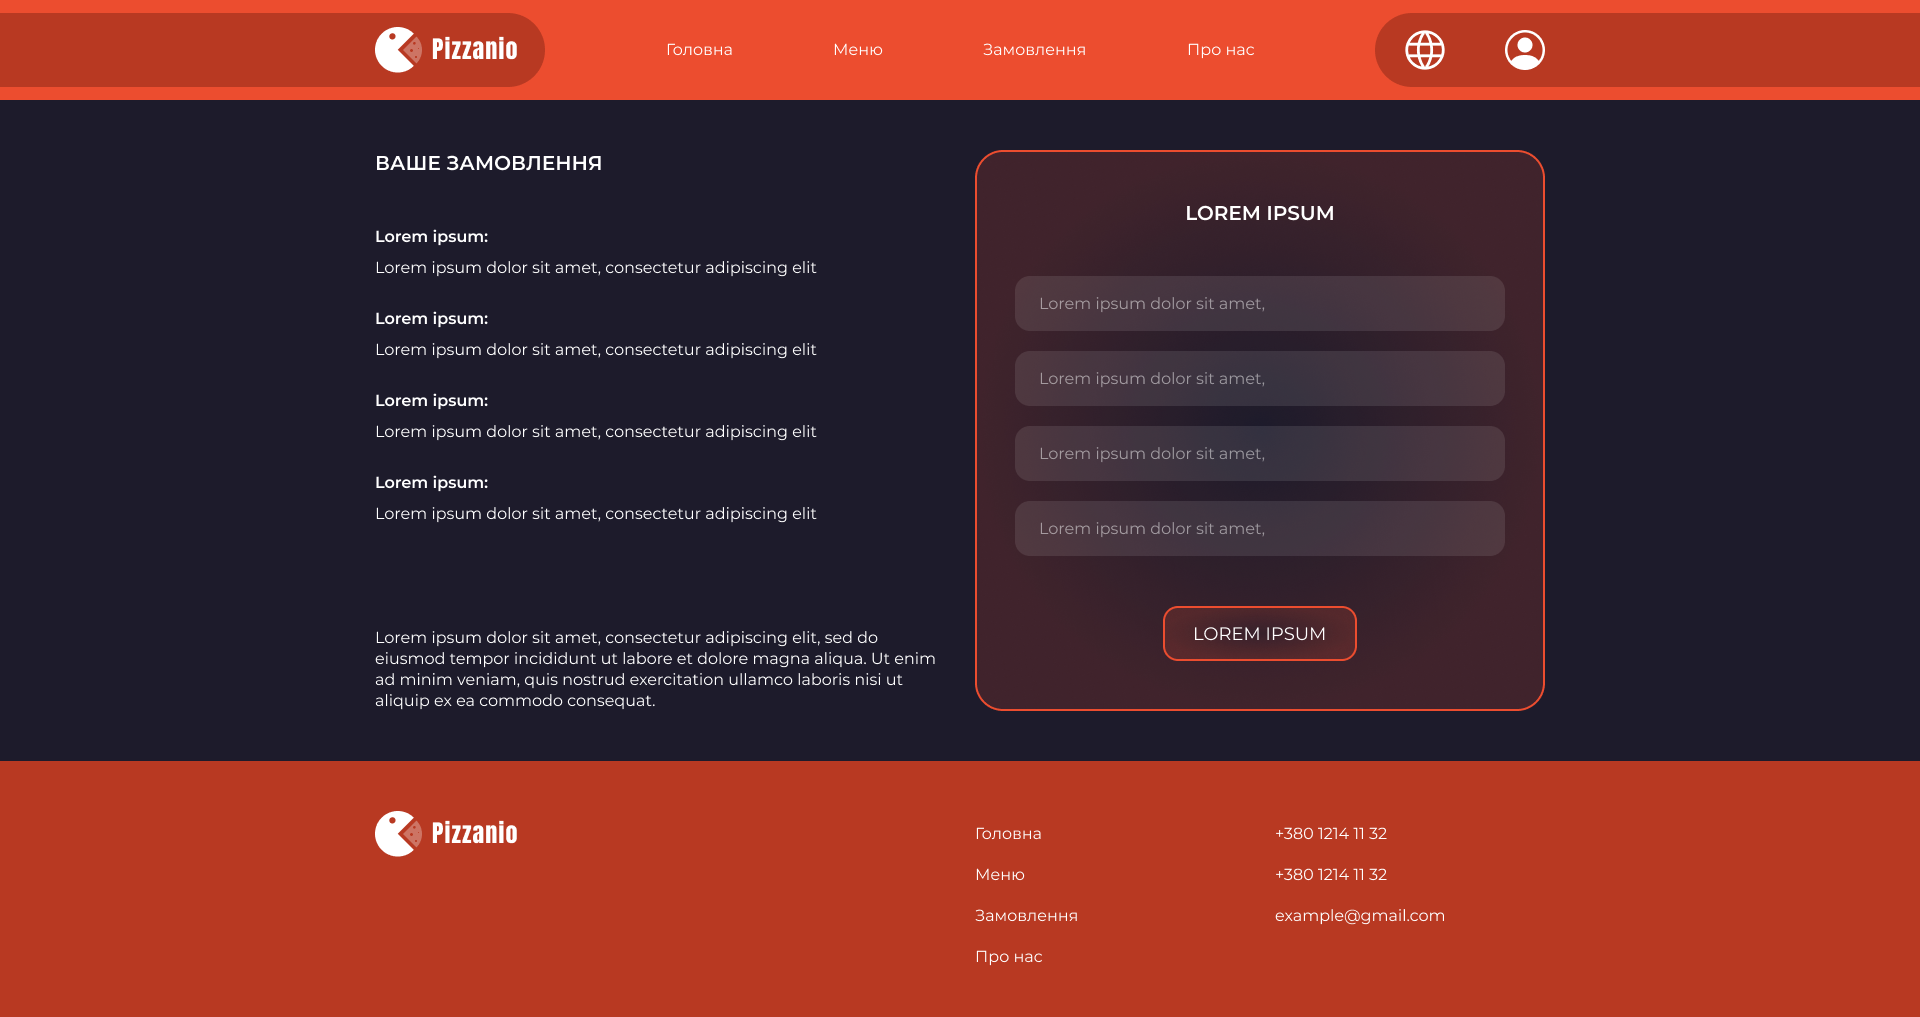 Pizzanio
Головна
Меню
Замовлення
Про нас
ВАШЕ ЗАМОВЛЕННЯ
Lorem ipsum:
Lorem ipsum dolor sit amet, consectetur adipiscing elit
Lorem ipsum:
Lorem ipsum dolor sit amet, consectetur adipiscing elit
Lorem ipsum:
Lorem ipsum dolor sit amet, consectetur adipiscing elit
Lorem ipsum:
Lorem ipsum dolor sit amet, consectetur adipiscing elit
Lorem ipsum dolor sit amet, consectetur adipiscing elit, sed do
eiusmod tempor incididunt ut labore et dolore magna aliqua. Ut enim
ad minim veniam, quis nostrud exercitation ullamco laboris nisi ut
aliquip ex ea commodo consequat.
LOREM IPSUM
Lorem ipsum dolor sit amet,
Lorem ipsum dolor sit amet,
Lorem ipsum dolor sit amet,
Lorem ipsum dolor sit amet,
LOREM IPSUM
Pizzanio
Головна
Меню
Замовлення
Про нас
+380 1214 11 32
+380 1214 11 32
example@gmail.com